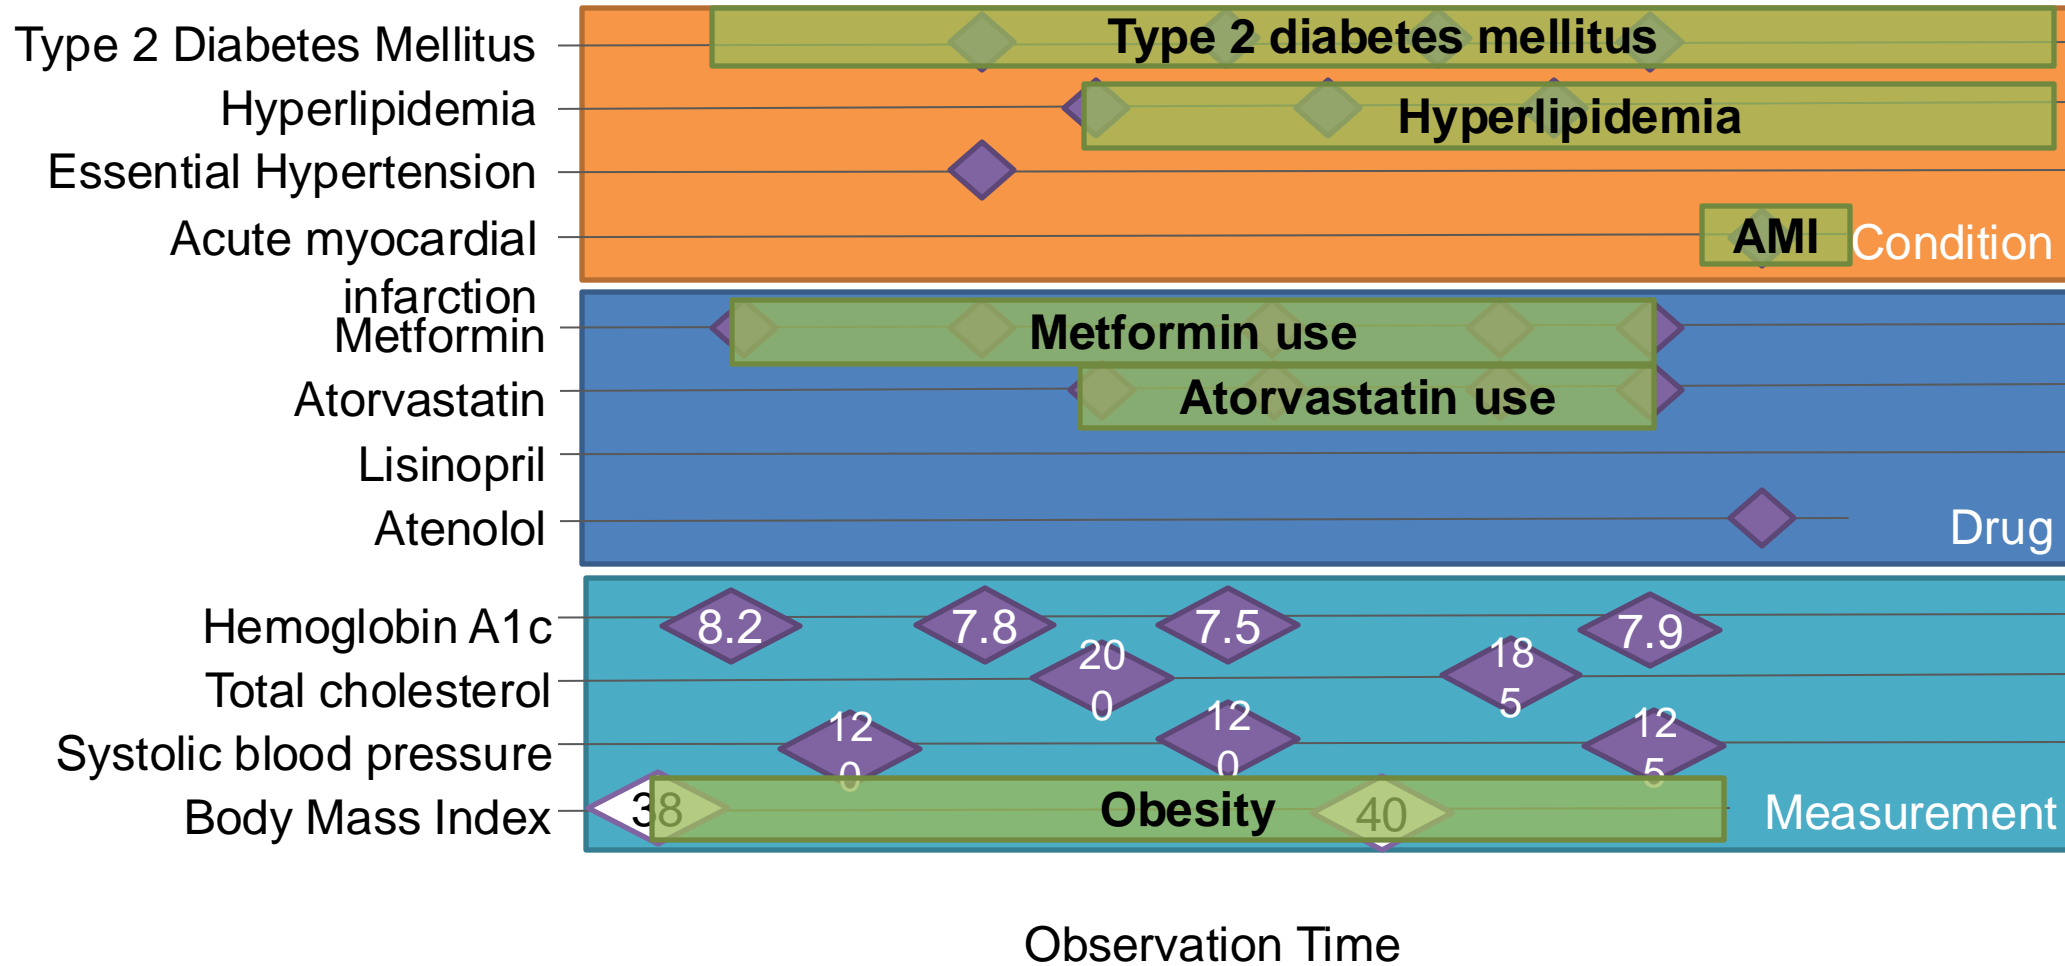 Type 2 Diabetes Mellitus
Type 2 diabetes mellitus
Hyperlipidemia
Hyperlipidemia
Essential Hypertension
Acute myocardial
infarction
AMI
Condition
Metformin
Metformin use
Atorvastatin
Atorvastatin use
Lisinopril
Atenolol
Drug
Hemoglobin A1c
8.2
7.8
7.5
7.9
Total cholesterol
20
0
18
5
Systolic blood pressure
12
0
12
0
12
5
Body Mass Index
38
Obesity
40
Measurement
Observation Time